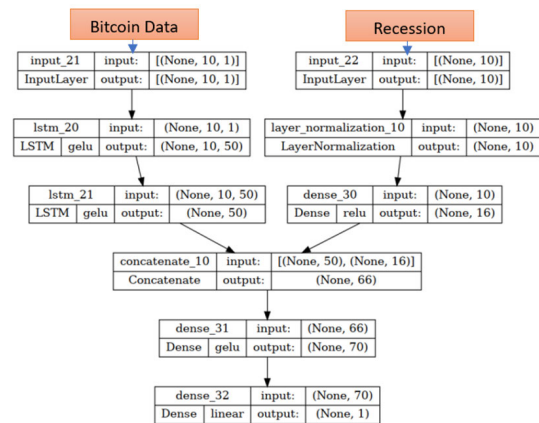 Bitcoin Data
Recession
input_21 input: [(None, 10, 1)]
InputLayer output: [(None, 10, 1)]
input_22 input: [(None, 10)]
InputLayer output: [(None, 10)]
lstm_20 input: (None, 10, 1)
LSTM gelu output: (None, 10, 50)
layer_normalization_10 input: (None, 10)
LayerNormalization output: (None, 10)
lstm_21 input: (None, 10, 50)
LSTM gelu output: (None, 50)
dense_30 input: (None, 10)
Dense relu output: (None, 16)
concatenate_10 input: [(None, 50), (None, 16)]
Concatenate output: (None, 66)
dense_31 input: (None, 66)
Dense gelu output: (None, 70)
dense_32 input: (None, 70)
Dense linear output: (None, 1)